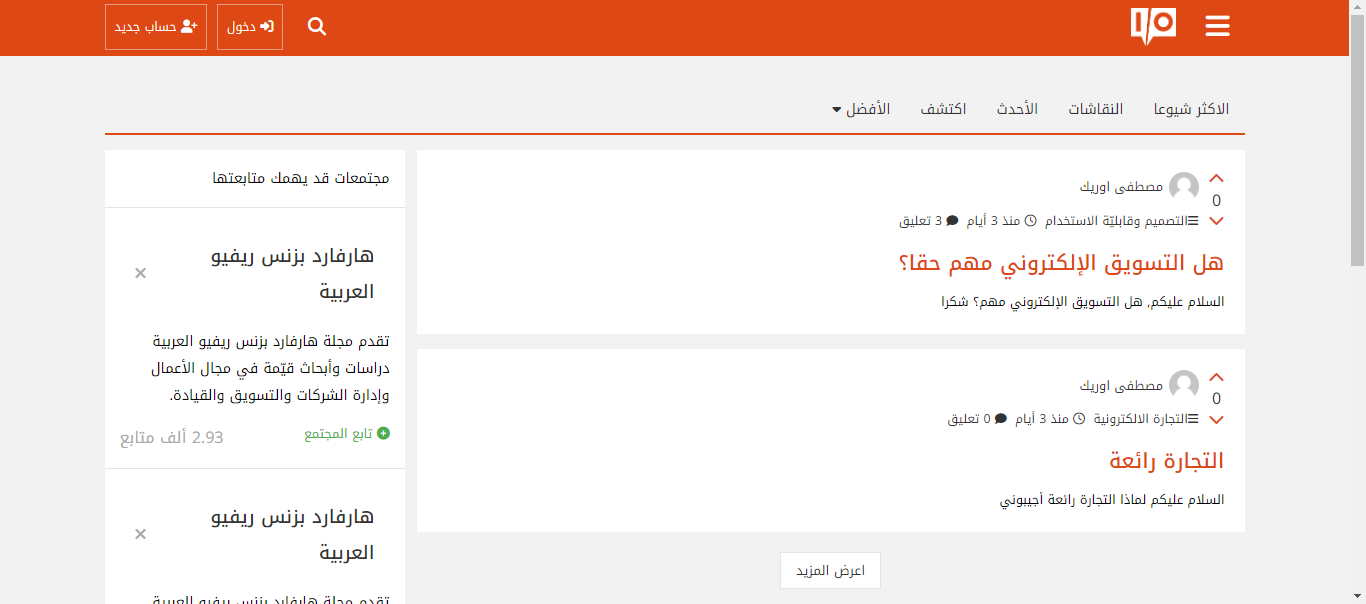 I/O
دخول
حساب جديد
الاكثر شيوعا
النقاشات
الأحدث
اكتشف
الأفضل
مصطفى اوريك
0
التصميم وقابليّة الاستخدام منذ 3 أيام 3 تعليق
هل التسويق الإلكتروني مهم حقا؟
السلام عليكم, هل التسويق الإلكتروني مهم؟ شكرا
مصطفى اوريك
0
التجارة الالكترونية منذ 3 أيام 0 تعليق
التجارة رائعة
السلام عليكم لماذا التجارة رائعة أجيبوني
اعرض المزيد
مجتمعات قد يهمك متابعتها
هارفارد بزنس ريفيو
العربية
تقدم مجلة هارفارد بزنس ريفيو العربية
دراسات وأبحاث قيّمة في مجال الأعمال
وإدارة الشركات والتسويق والقيادة.
تابع المجتمع
2.93 ألف متابع
هارفارد بزنس ريفيو
العربية
تقدم مجلة هارفارد بزنس ريفيو العربية